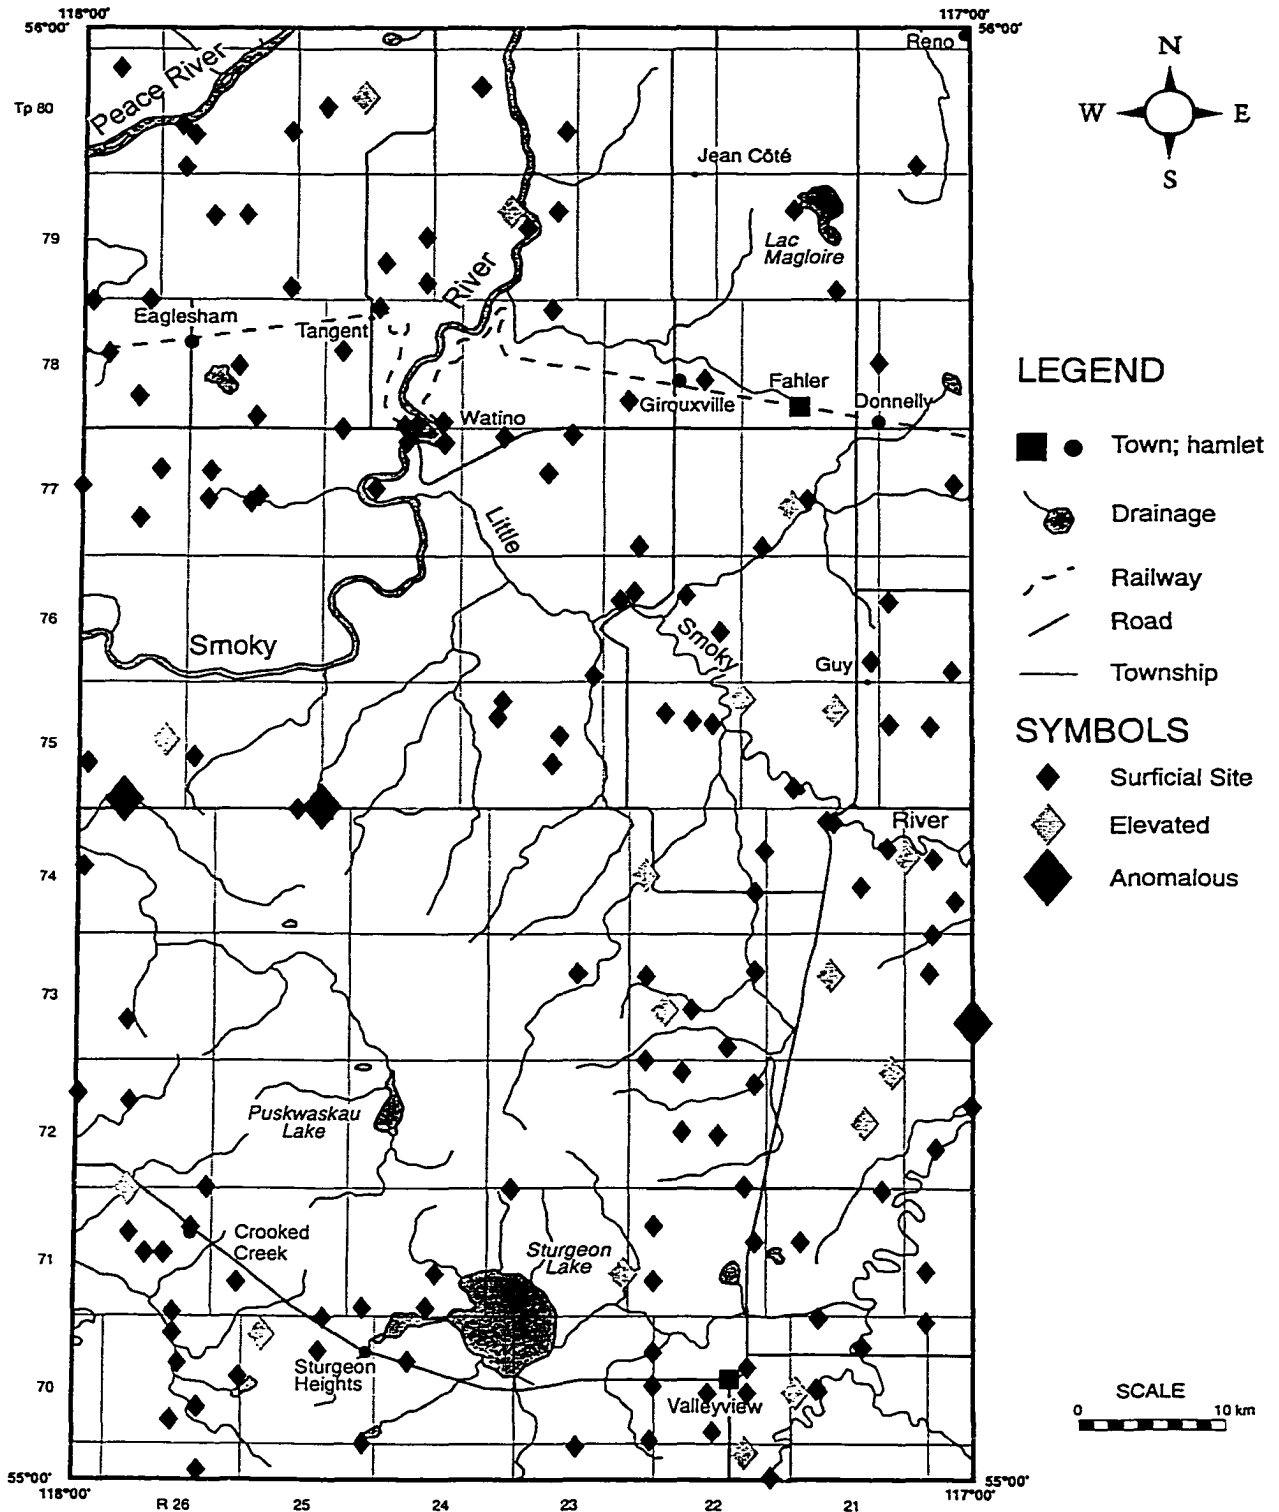 118°00'
117°00'
56°00'
56°00'
Reno
N
W E
S
Peace River
Tp 80
Jean Côté
79
Lac
Magloire
River
Eaglesham
Tangent
78
Fahler
Girouxville
Donnelly
Watino
77
Little
76
Smoky
Smoky
Guy
75
River
74
73
Puskwaskau
Lake
72
Crooked
Creek
71
Sturgeon
Lake
Sturgeon
Heights
70
Valleyview
55°00'
55°00'
118°00'
117°00'
R 26 25 24 23 22 21
LEGEND
Town; hamlet
Drainage
Railway
Road
Township
SYMBOLS
Surficial Site
Elevated
Anomalous
SCALE
0 10 km